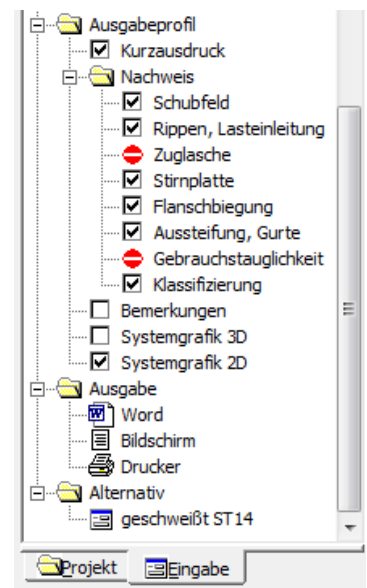 Ausgabeprofil
Kurzausdruck
Nachweis
Schubfeld
Rippen, Lasteinleitung
Zuglasche
Stirnplatte
Flanschbiegung
Aussteifung, Gurte
Gebrauchstauglichkeit
Klassifizierung
Bemerkungen
Systemgrafik 3D
Systemgrafik 2D
Ausgabe
Word
Bildschirm
Drucker
Alternativ
geschweißt ST14
Projekt Eingabe